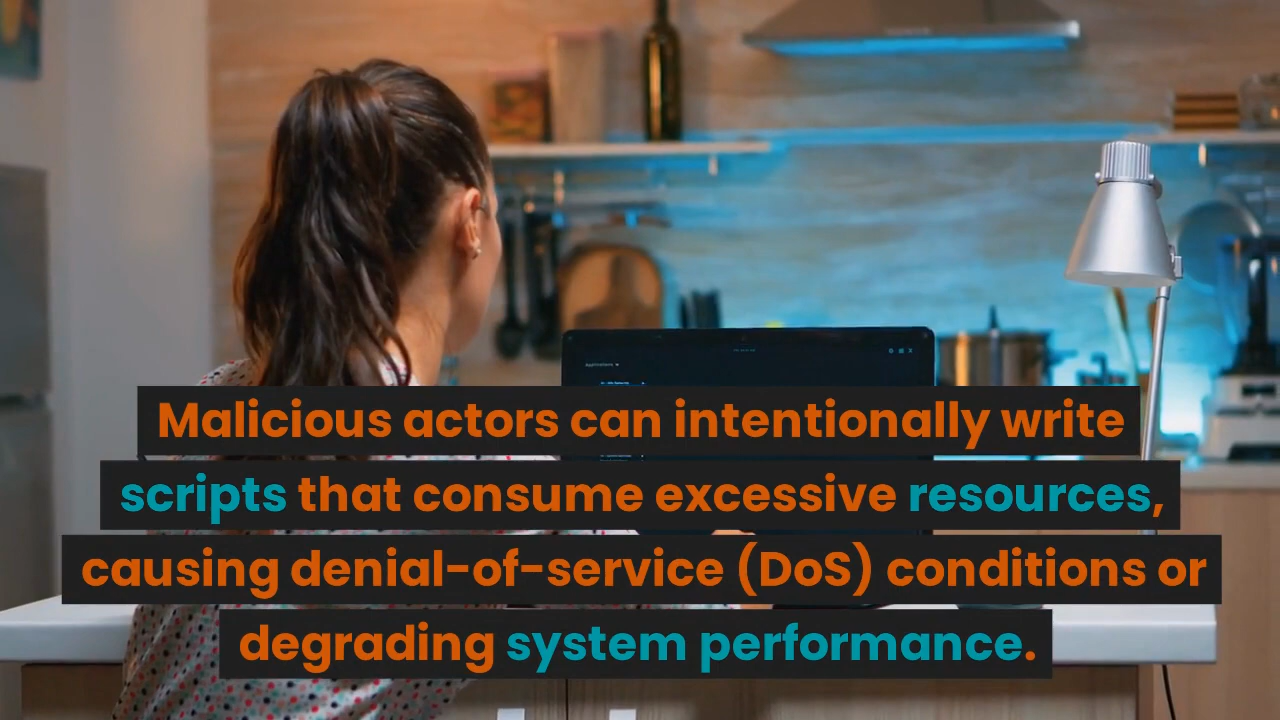 Malicious actors can intentionally write
scripts that consume excessive resources,
causing denial-of-service (DoS) conditions or
degrading system performance.